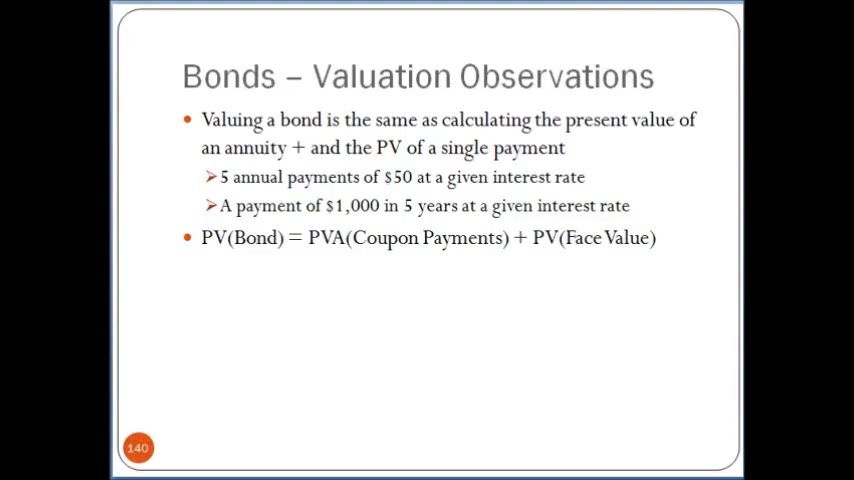 Bonds – Valuation Observations
• Valuing a bond is the same as calculating the present value of
an annuity + and the PV of a single payment
➢5 annual payments of $50 at a given interest rate
➢A payment of $1,000 in 5 years at a given interest rate
• PV(Bond) = PVA(Coupon Payments) + PV(Face Value)
140